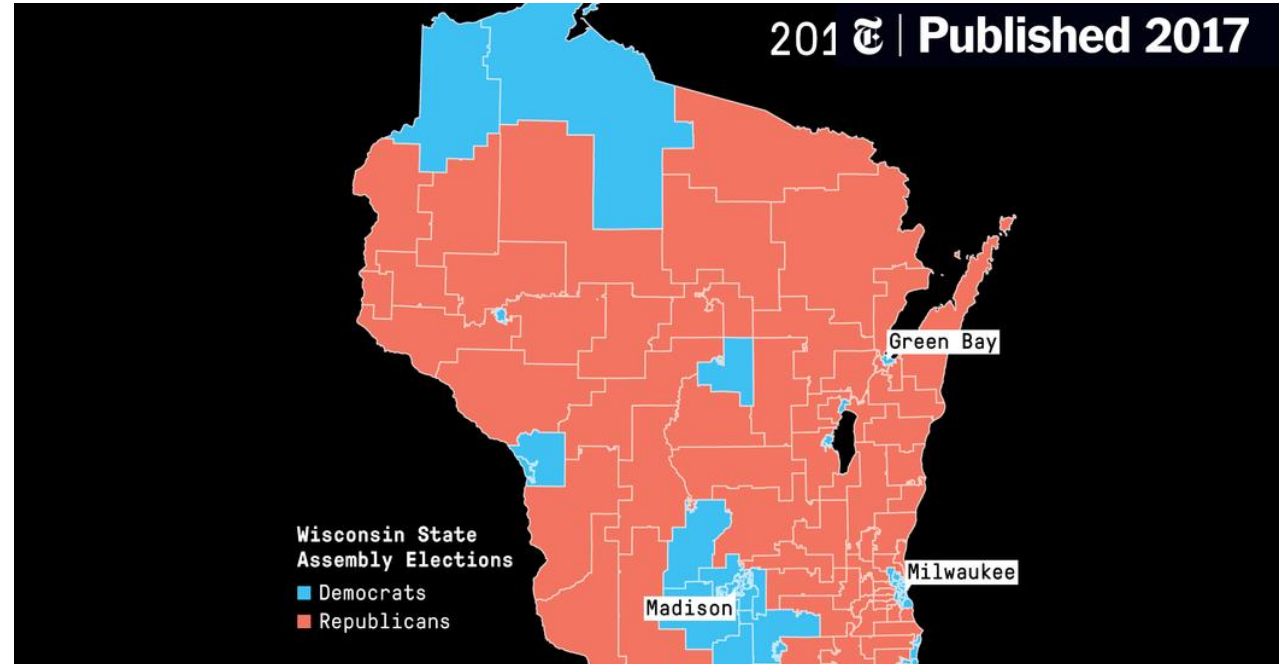 201
T | Published 2017
Green Bay
Wisconsin State
Assembly Elections
Democrats
Republicans
Milwaukee
Madison